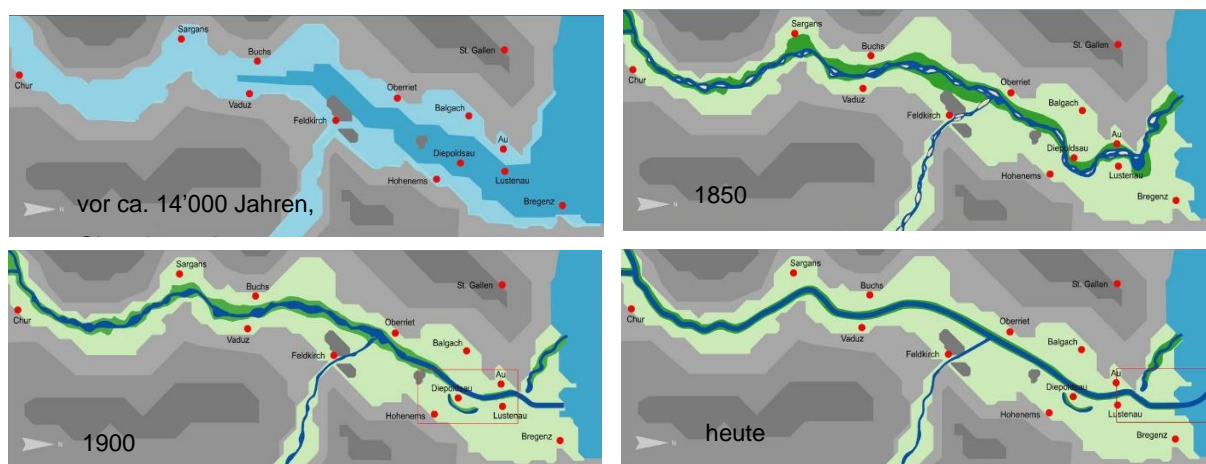 Sargans
Buchs
St. Gallen
Chur
Vaduz
Oberriet
Balgach
Feldkirch
Au
Diepoldsau
Hohenems
Lustenau
Bregenz
N
vor ca. 14’000 Jahren,
Sargans
Buchs
St. Gallen
Chur
Vaduz
Oberriet
Balgach
Feldkirch
Au
Diepoldsau
Hohenems
Lustenau
Bregenz
N
1850
Sargans
Buchs
St. Gallen
Chur
Vaduz
Oberriet
Balgach
Feldkirch
Au
Diepoldsau
Hohenems
Lustenau
Bregenz
N
1900
Sargans
Buchs
St. Gallen
Chur
Vaduz
Oberriet
Balgach
Feldkirch
Au
Diepoldsau
Hohenems
Lustenau
Bregenz
N
heute